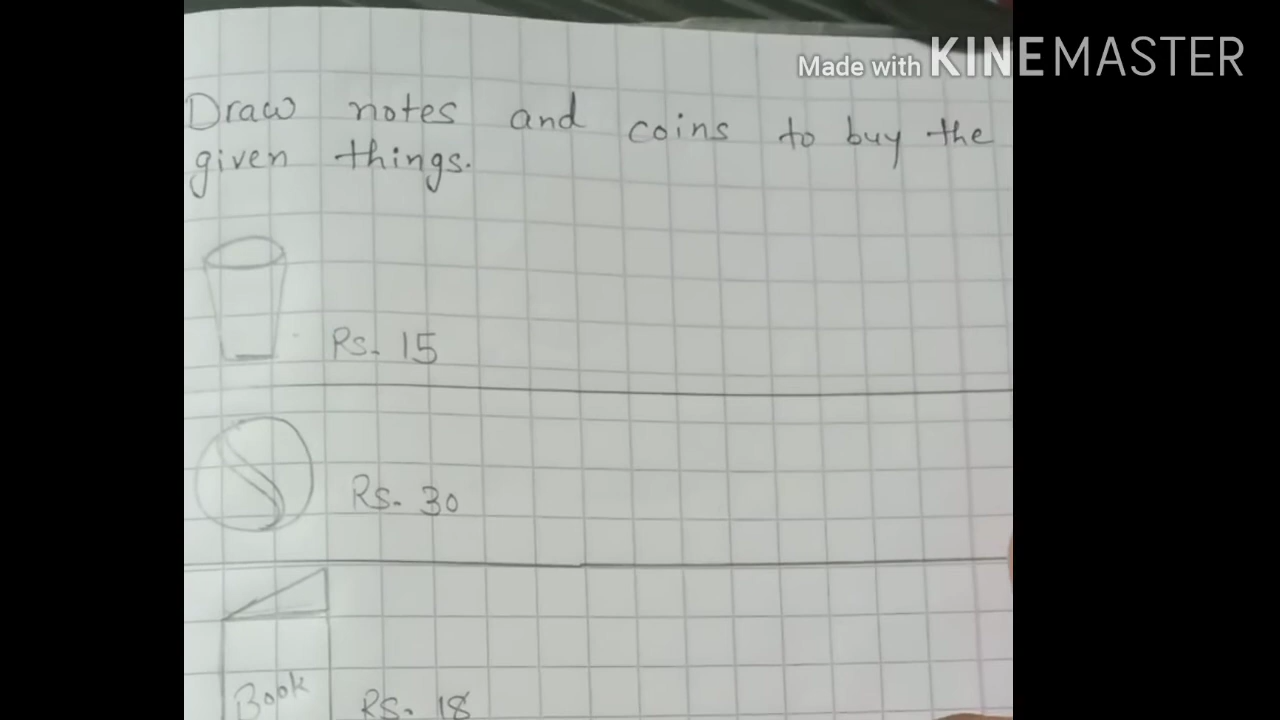 Made with KINEMASTER
Draw notes and coins to buy the
given things.
Rs. 15
Rs. 30
Book
Rs. 18